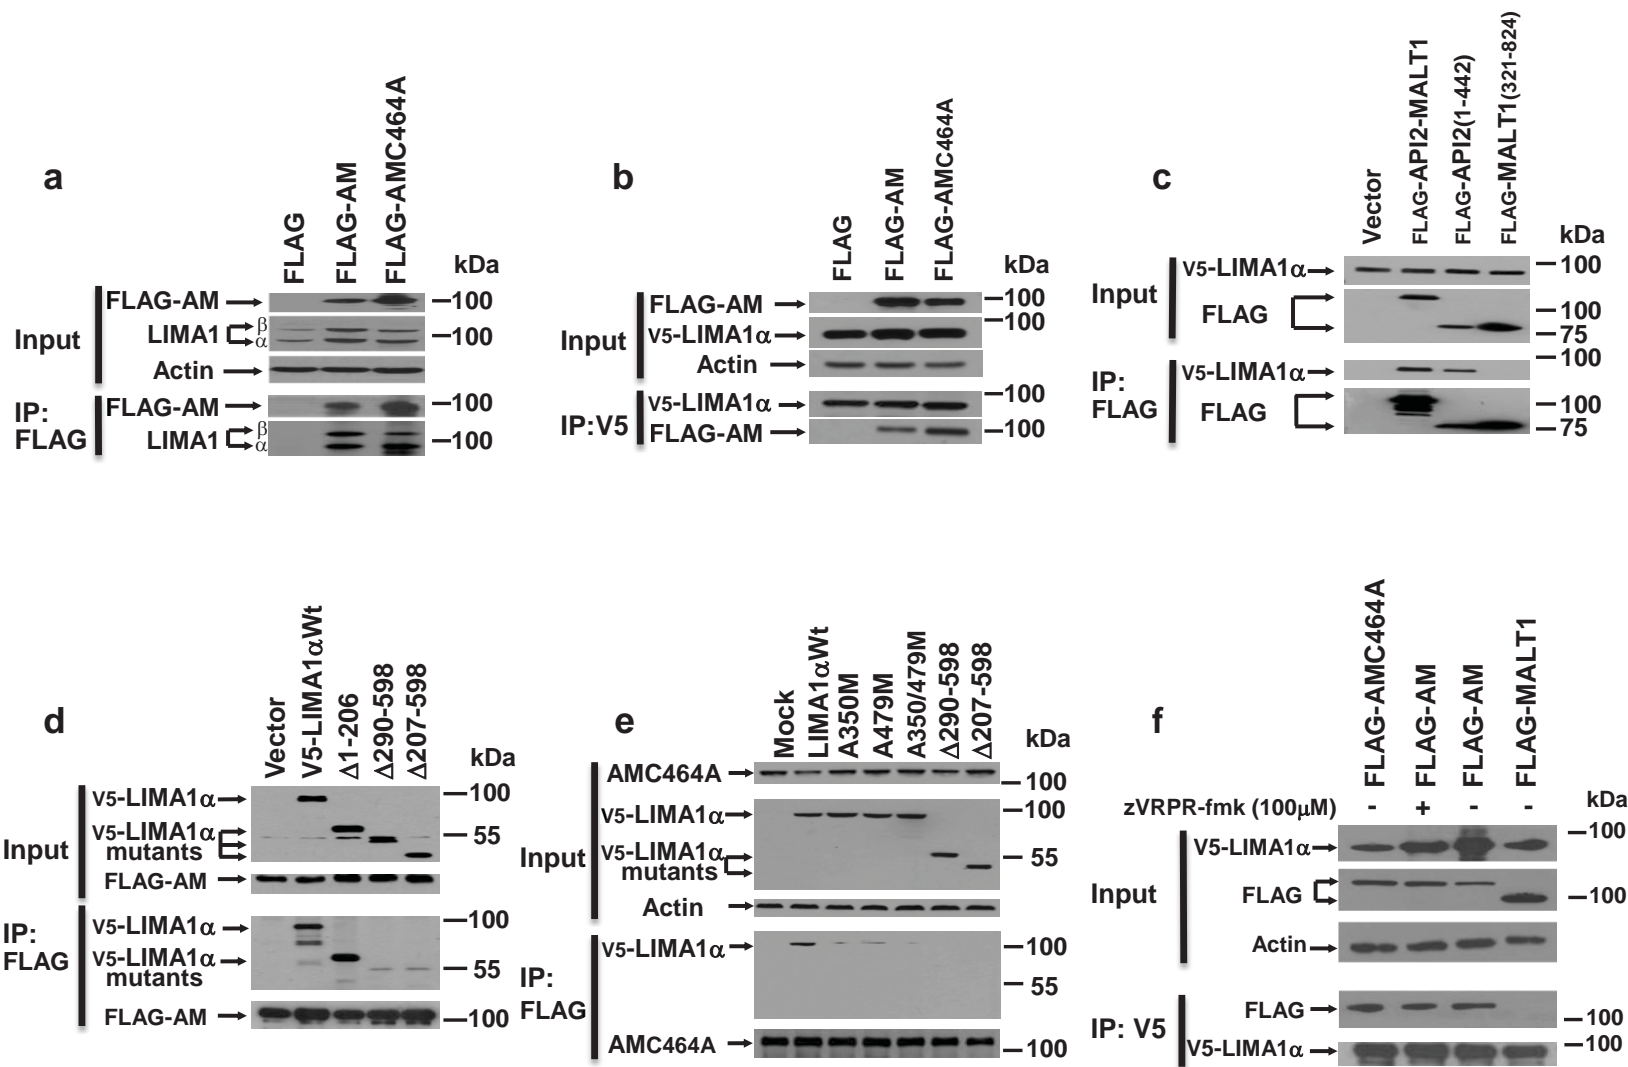 a
FLAG
FLAG-AM
FLAG-AMC464A
kDa
Input
FLAG-AM
100
LIMA1
β
α
100
Actin
IP:
FLAG
FLAG-AM
100
LIMA1
β
α
100
b
FLAG
FLAG-AM
FLAG-AMC464A
kDa
Input
FLAG-AM
100
100
V5-LIMA1α
Actin
IP:V5
V5-LIMA1α
100
FLAG-AM
100
c
Vector
FLAG-API2-MALT1
FLAG-API2(1-442)
FLAG-MALT1(321-824)
kDa
Input
V5-LIMA1α
100
FLAG
100
75
IP:
FLAG
V5-LIMA1α
100
FLAG
100
75
d
Vector
V5-LIMA1αWt
Δ1-206
Δ290-598
Δ207-598
kDa
Input
V5-LIMA1α
100
V5-LIMA1α
mutants
55
FLAG-AM
IP:
FLAG
V5-LIMA1α
100
V5-LIMA1α
mutants
55
FLAG-AM
100
e
Mock
LIMA1αWt
A350M
A479M
A350/479M
Δ290-598
Δ207-598
kDa
Input
AMC464A
100
V5-LIMA1α
100
V5-LIMA1α
mutants
55
Actin
IP:
FLAG
V5-LIMA1α
100
55
AMC464A
100
f
FLAG-AMC464A
FLAG-AM
FLAG-AM
FLAG-MALT1
zVRPR-fmk (100μM) - + - -
kDa
Input
V5-LIMA1α
100
FLAG
100
Actin
IP: V5
FLAG
100
V5-LIMA1α
100